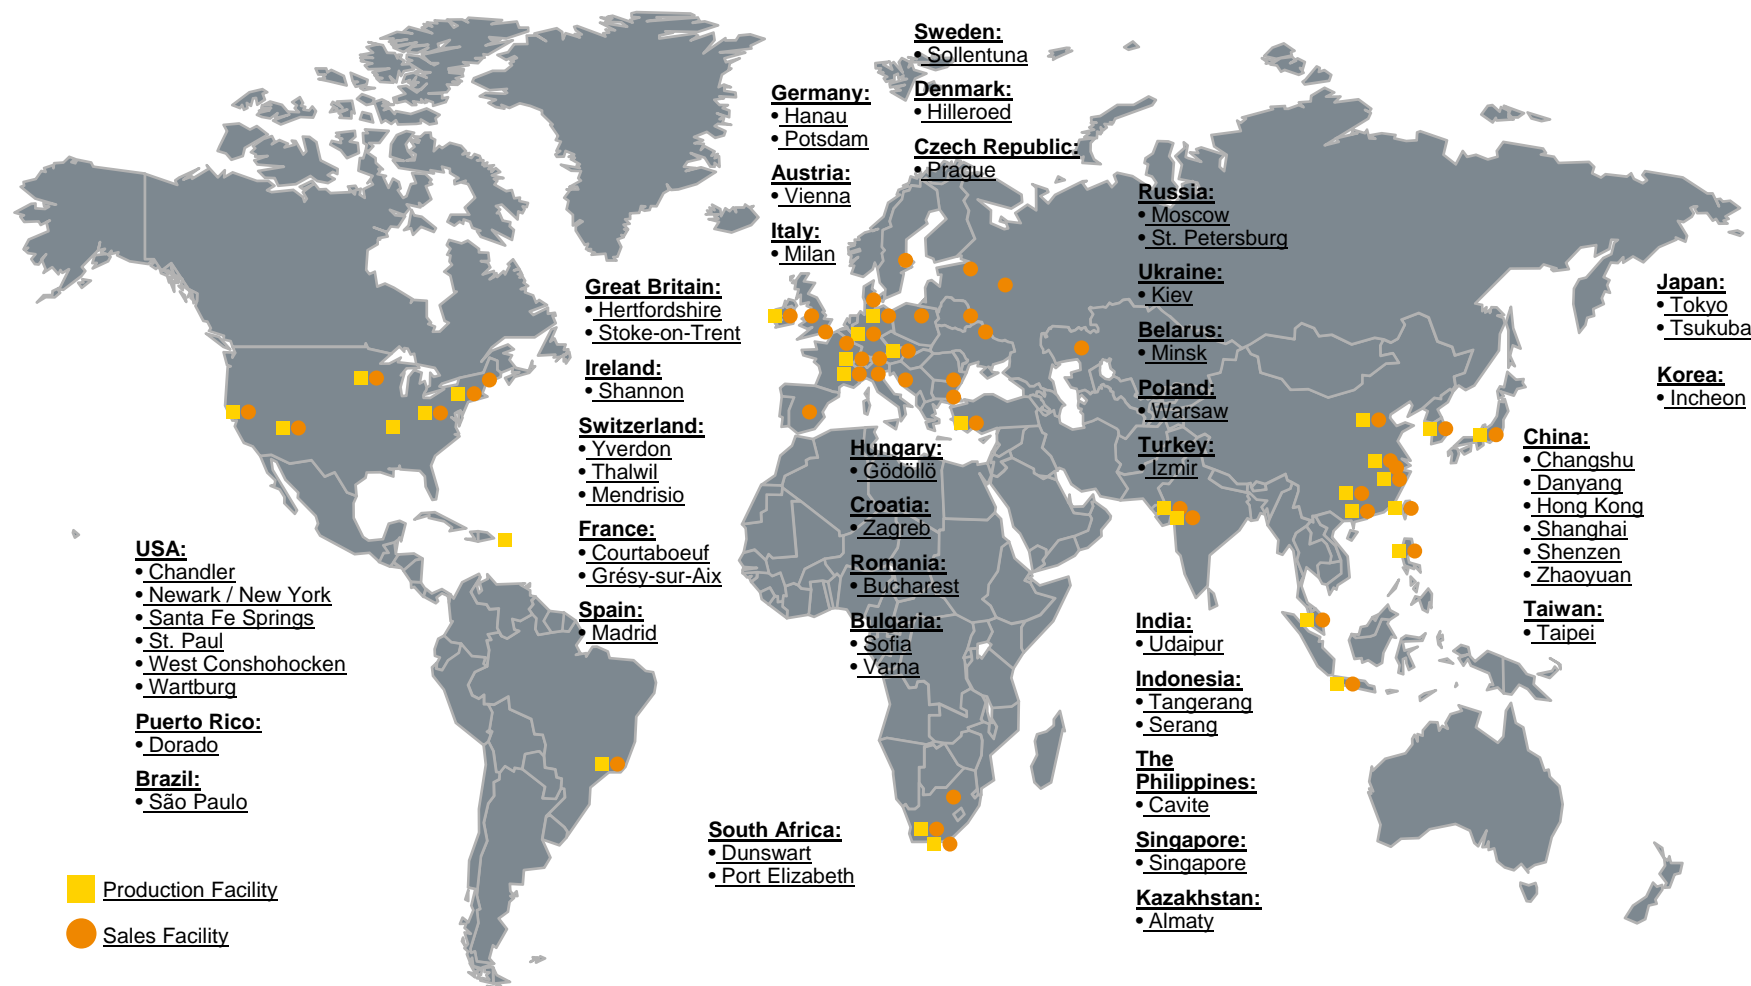 Sweden:
• Sollentuna
Denmark:
• Hilleroed
Czech Republic:
• Prague
Germany:
• Hanau
• Potsdam
Austria:
• Vienna
Italy:
• Milan
Great Britain:
• Hertfordshire
• Stoke-on-Trent
Ireland:
• Shannon
Switzerland:
• Yverdon
• Thalwil
• Mendrisio
France:
• Courtaboeuf
• Grésy-sur-Aix
Spain:
• Madrid
Russia:
• Moscow
• St. Petersburg
Ukraine:
• Kiev
Belarus:
• Minsk
Poland:
• Warsaw
Turkey:
• Izmir
Hungary:
• Gödöllö
Croatia:
• Zagreb
Romania:
• Bucharest
Bulgaria:
• Sofia
• Varna
Japan:
• Tokyo
• Tsukuba
Korea:
• Incheon
China:
• Changshu
• Danyang
• Hong Kong
• Shanghai
• Shenzen
• Zhaoyuan
Taiwan:
• Taipei
USA:
• Chandler
• Newark / New York
• Santa Fe Springs
• St. Paul
• West Conshohocken
• Wartburg
Puerto Rico:
• Dorado
Brazil:
• São Paulo
South Africa:
• Dunswart
• Port Elizabeth
India:
• Udaipur
Indonesia:
• Tangerang
• Serang
The
Philippines:
• Cavite
Singapore:
• Singapore
Kazakhstan:
• Almaty
Production Facility
Sales Facility